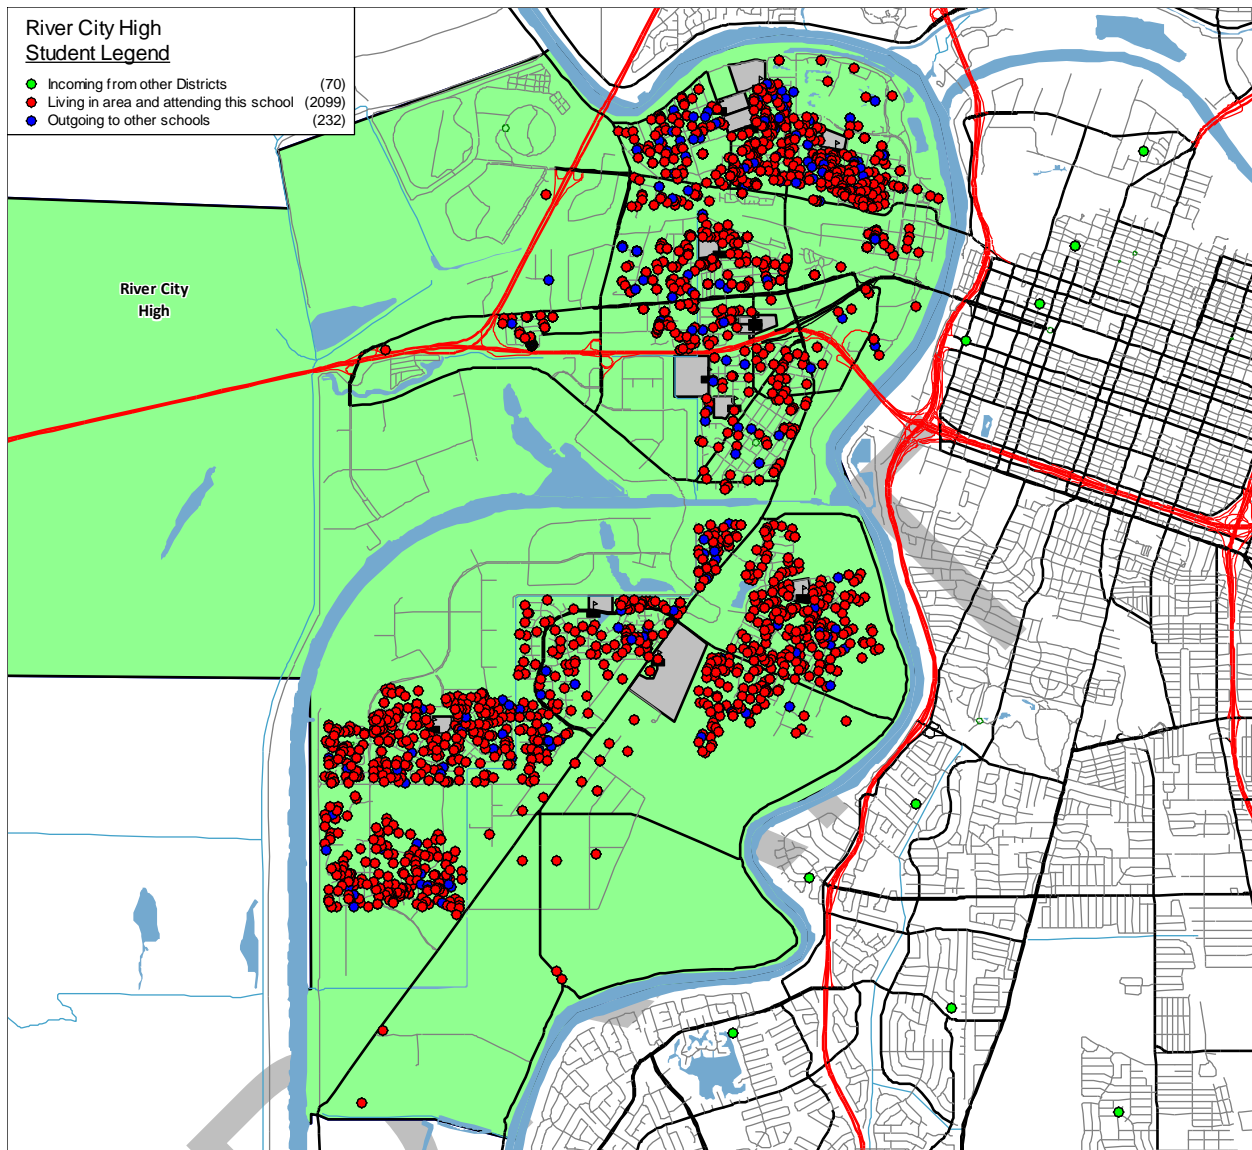 River City High
Student Legend
Incoming from other Districts (70)
Living in area and attending this school (2099)
Outgoing to other schools (232)
River City
High